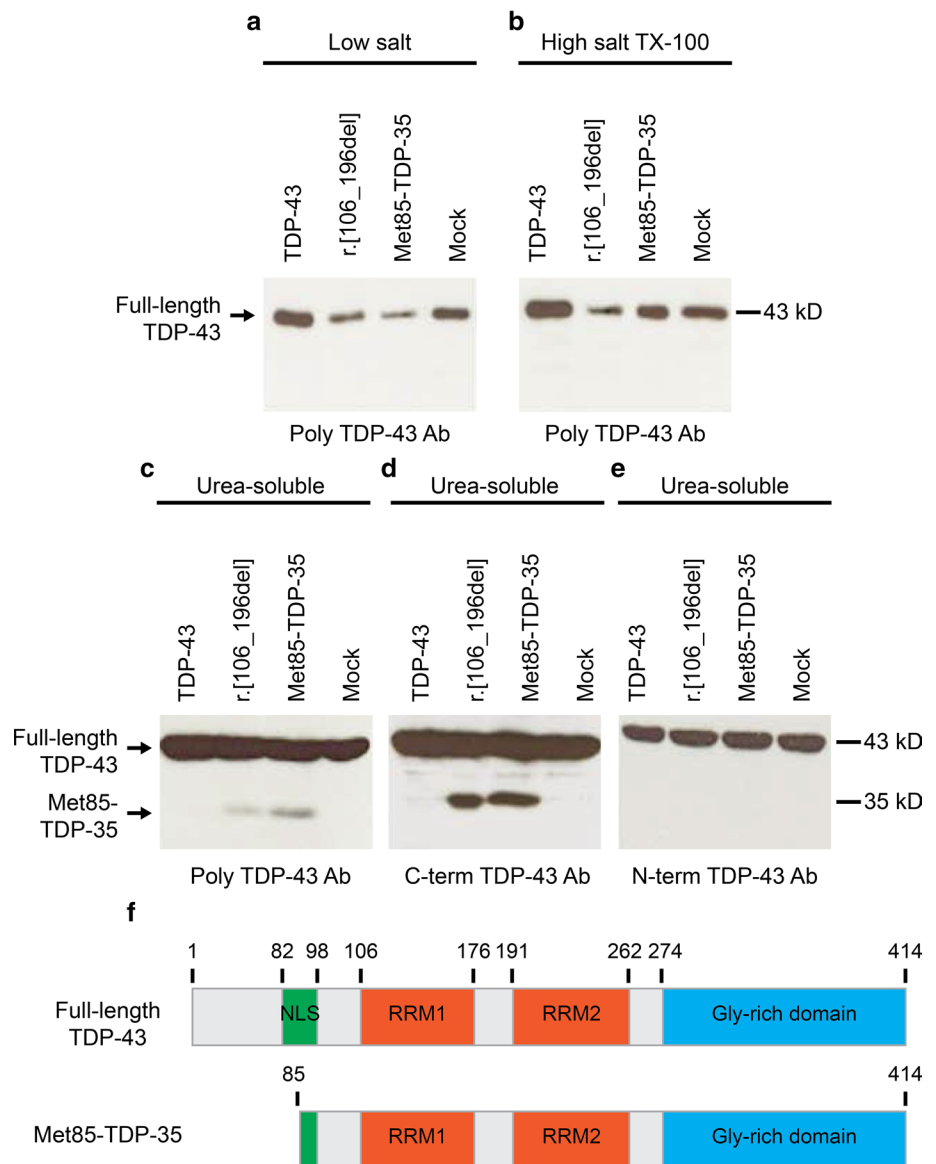 a
Low salt
b
High salt TX-100
TDP-43
r.[106_196del]
Met85-TDP-35
Mock
TDP-43
r.[106_196del]
Met85-TDP-35
Mock
Full-length
TDP-43
43 kD
Poly TDP-43 Ab
Poly TDP-43 Ab
c
Urea-soluble
d
Urea-soluble
e
Urea-soluble
TDP-43
r.[106_196del]
Met85-TDP-35
Mock
TDP-43
r.[106_196del]
Met85-TDP-35
Mock
TDP-43
r.[106_196del]
Met85-TDP-35
Mock
Full-length
TDP-43
Met85-
TDP-35
43 kD
35 kD
Poly TDP-43 Ab
C-term TDP-43 Ab
N-term TDP-43 Ab
f
1 82 98 106 176 191 262 274 414
Full-length
TDP-43
NLS RRM1 RRM2 Gly-rich domain
85 414
Met85-TDP-35
RRM1 RRM2 Gly-rich domain